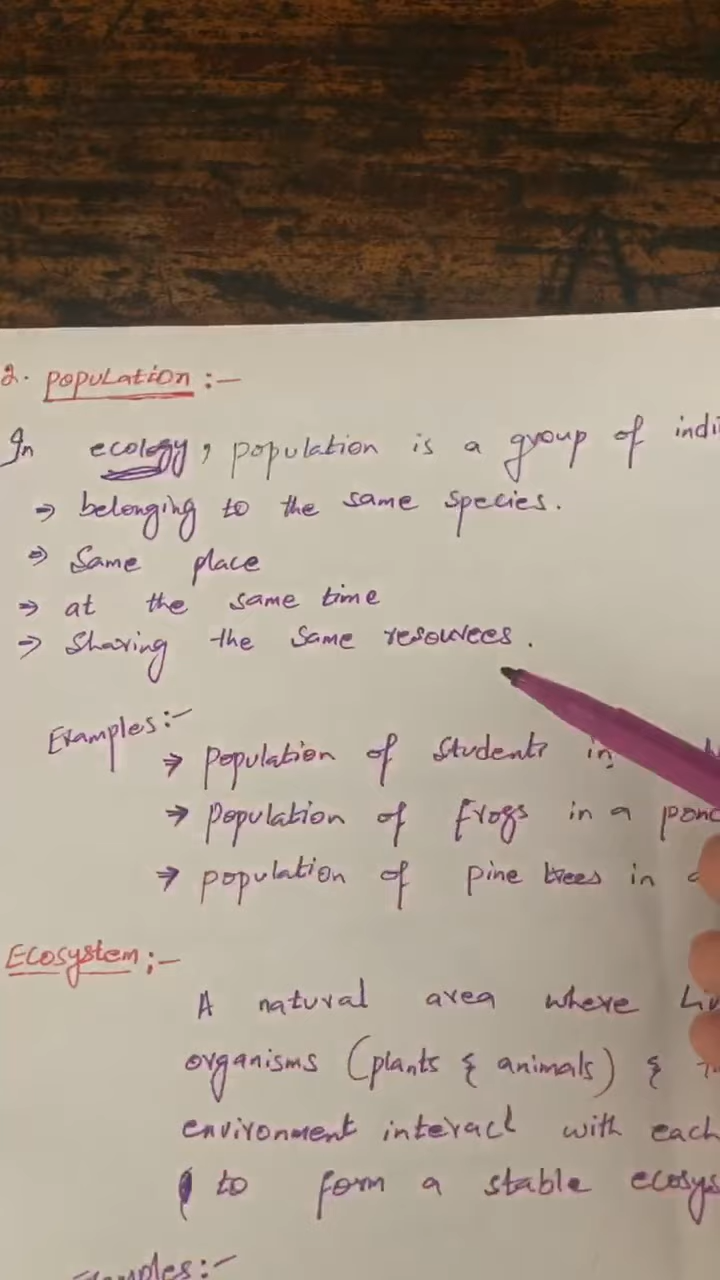 2. Population :-
In ecology, population is a group of
→ belonging to the same species.
→ Same place
→ at the same time
→ Sharing the same resources.
Examples:-
→ population of students in
→ population of frogs in a
→ population of pine trees in
Ecosystem :-
A natural area where
organisms (plants & animals) &
environment interact with each
to form a stable